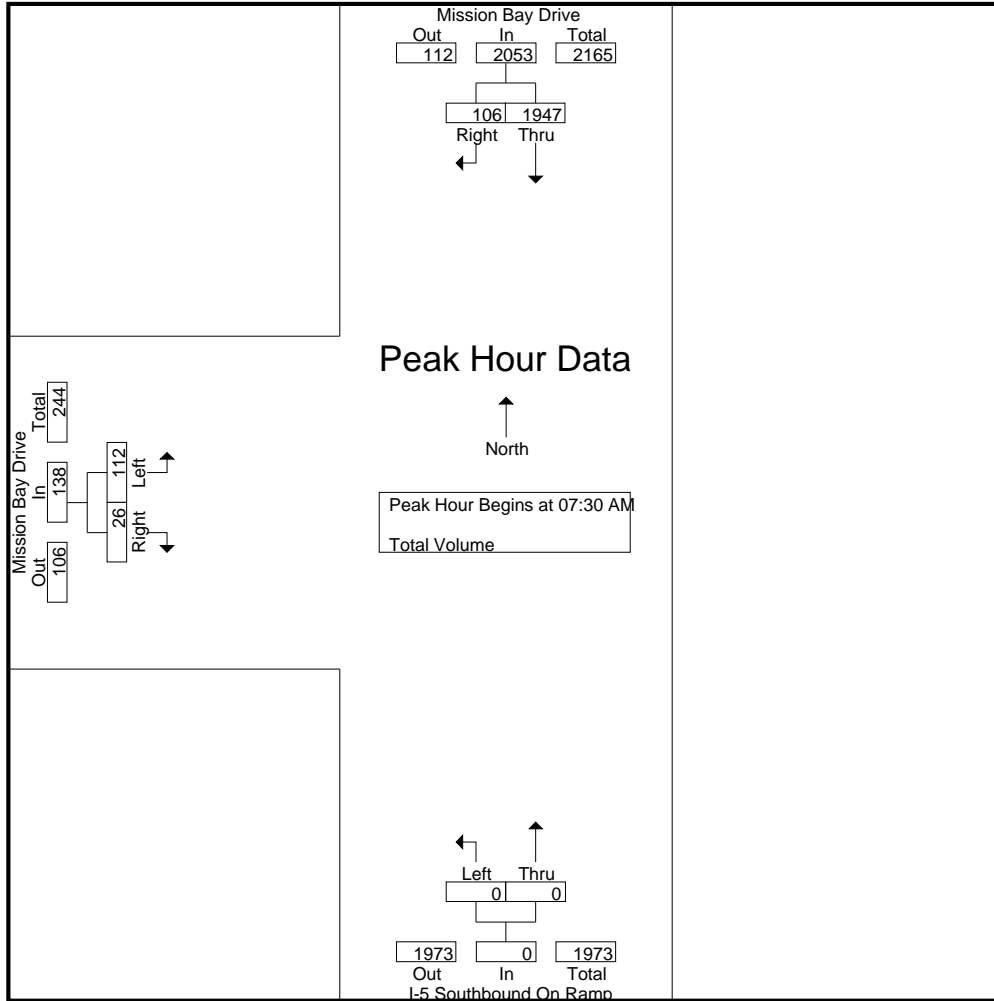 Mission Bay Drive
Out In Total
112 2053 2165
106 1947
Right Thru
Peak Hour Data
North
Peak Hour Begins at 07:30 AM
Total Volume
Mission Bay Drive
Out In Total
106 138 244
Right Left
26 112
Left Thru
0 0
1973 0 1973
Out In Total
I-5 Southbound On Ramp